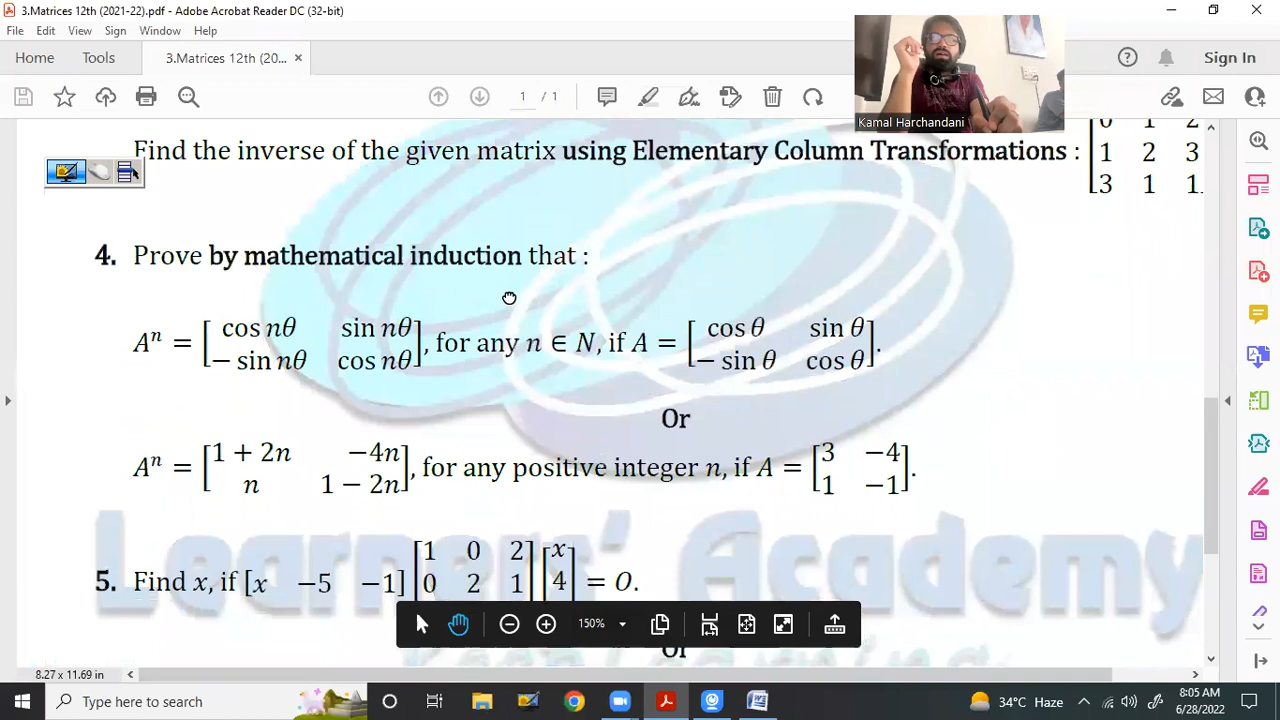 3.Matrices 12th (2021-22).pdf - Adobe Acrobat Reader DC (32-bit)
File Edit View Sign Window Help
Home Tools 3.Matrices 12th (20... × Sign In
1 / 1
Kamal Harchandani
Find the inverse of the given matrix using Elementary Column Transformations : [0 1 2
1 2 3
3 1 1]
4. Prove by mathematical induction that :
Aⁿ = [cos nθ sin nθ
− sin nθ cos nθ], for any n ∈ N, if A = [cos θ sin θ
− sin θ cos θ].
Or
Aⁿ = [1 + 2n −4n
n 1 − 2n], for any positive integer n, if A = [3 −4
1 −1].
5. Find x, if [x −5 −1] [1 0 2
0 2 1] [x
4] = O.
Learners' Academy
150%
Or
8.27 x 11.69 in
Type here to search
34°C Haze
8:05 AM
6/28/2022